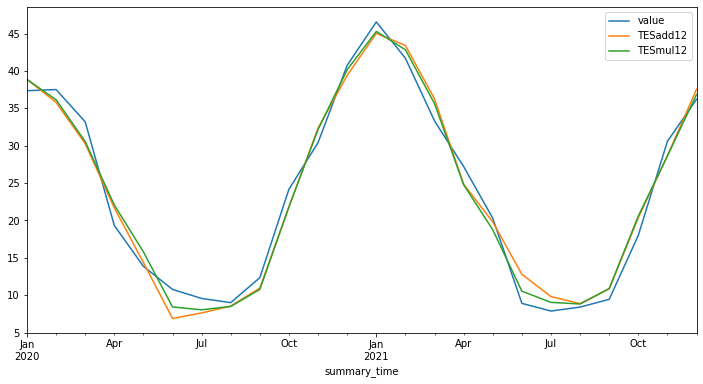 value
TESadd12
TESmul12
45
40
35
30
25
20
15
10
5
Jan Apr Jul Oct Jan Apr Jul Oct
2020 2021
summary_time